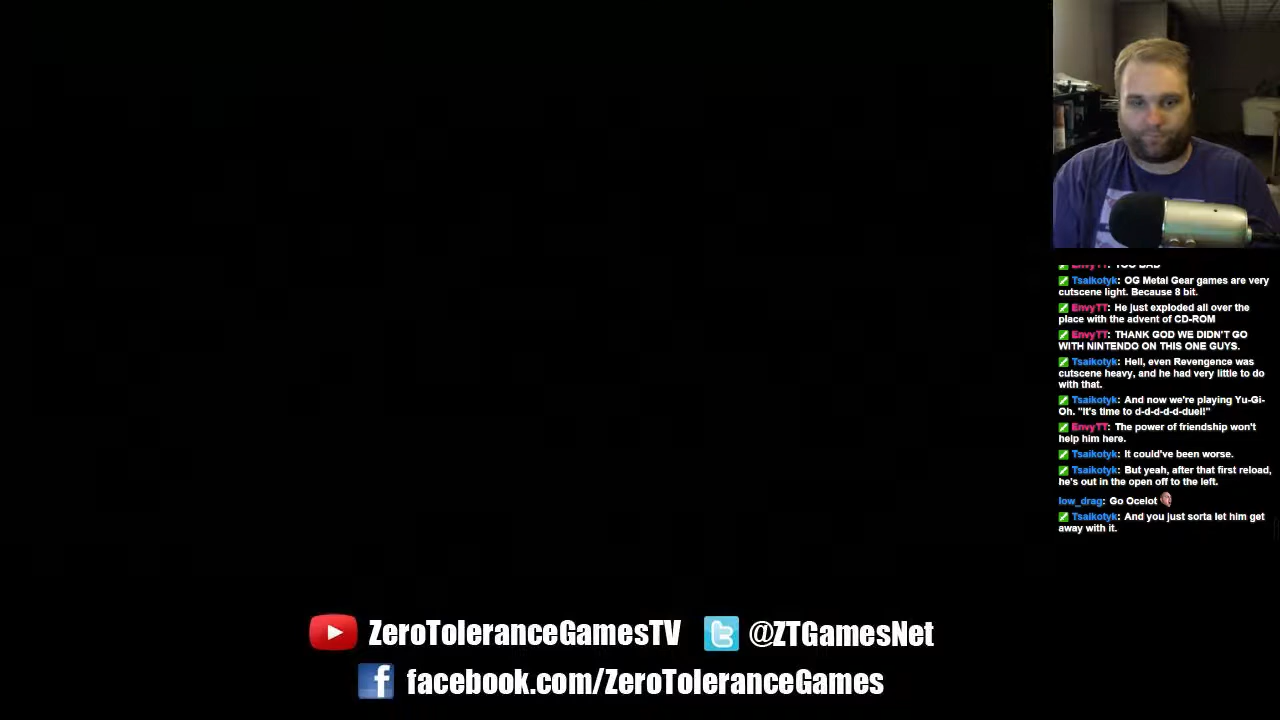 EnvyTT: TOO BAD
Tsaikotyk: OG Metal Gear games are very
cutscene light. Because 8 bit.
EnvyTT: He just exploded all over the
place with the advent of CD-ROM
EnvyTT: THANK GOD WE DIDN'T GO
WITH NINTENDO ON THIS ONE GUYS.
Tsaikotyk: Hell, even Revengence was
cutscene heavy, and he had very little to do
with that.
Tsaikotyk: And now we're playing Yu-Gi-
Oh. "It's time to d-d-d-d-d-duel!"
EnvyTT: The power of friendship won't
help him here.
Tsaikotyk: It could've been worse.
Tsaikotyk: But yeah, after that first reload,
he's out in the open off to the left.
low_drag: Go Ocelot
Tsaikotyk: And you just sorta let him get
away with it.
ZeroToleranceGamesTV @ZTGamesNet
facebook.com/ZeroToleranceGames